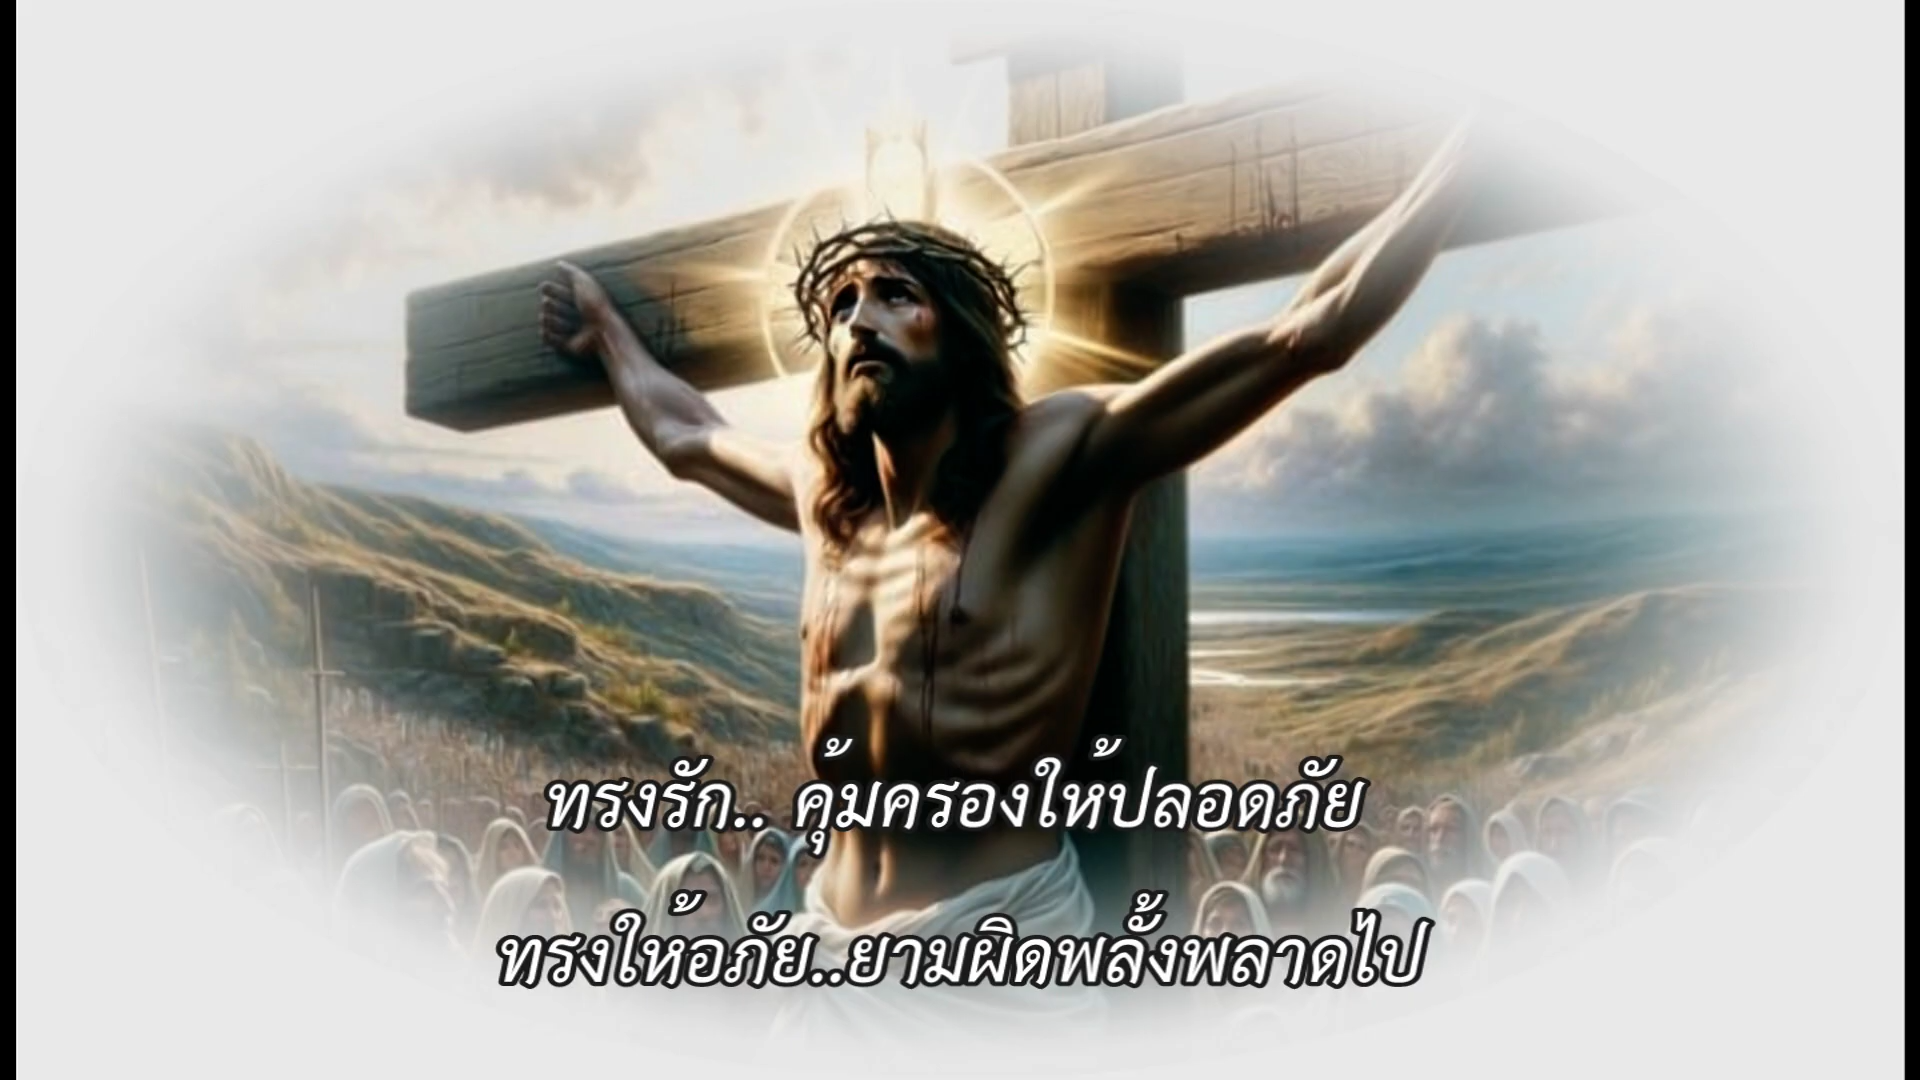 ทรงรัก.. คุ้มครองให้ปลอดภัย
ทรงให้อภัย..ยามผิดพลั้งพลาดไป